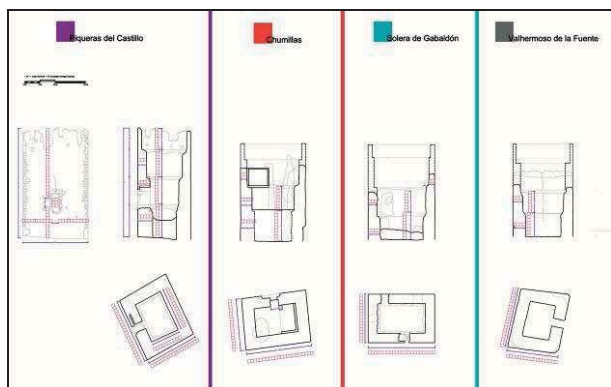 Piqueras del Castillo
Chumillas
Solera de Gabaldón
Valhermoso de la Fuente